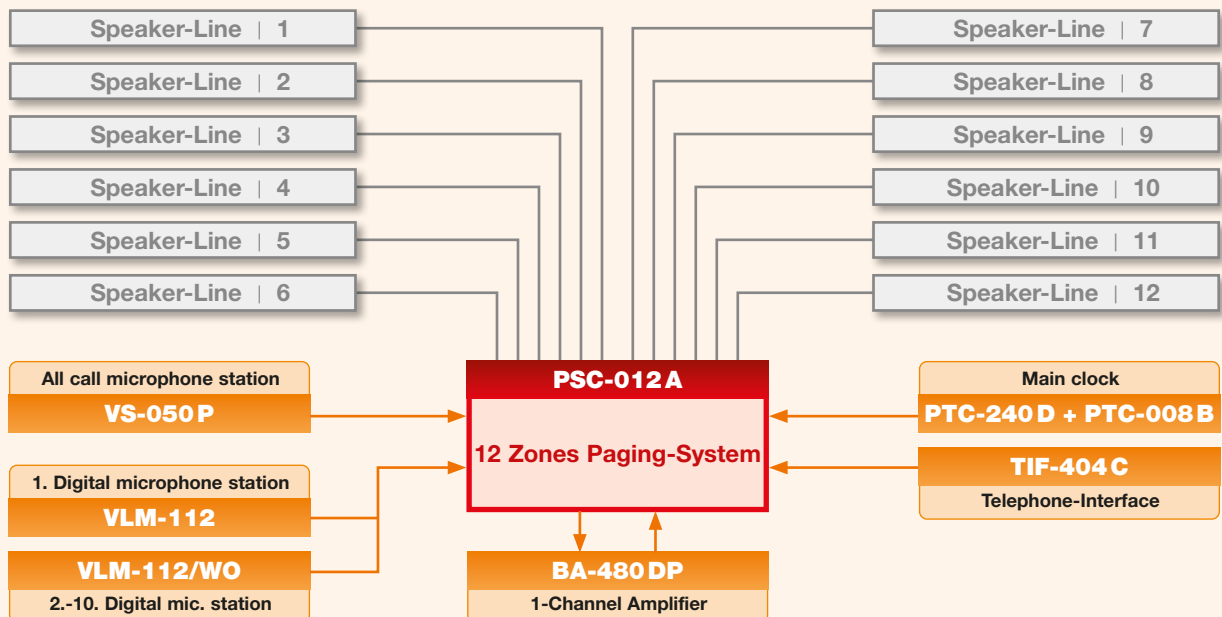 Speaker-Line | 1
Speaker-Line | 2
Speaker-Line | 3
Speaker-Line | 4
Speaker-Line | 5
Speaker-Line | 6
Speaker-Line | 7
Speaker-Line | 8
Speaker-Line | 9
Speaker-Line | 10
Speaker-Line | 11
Speaker-Line | 12
All call microphone station
VS-050 P
1. Digital microphone station
VLM-112
VLM-112/WO
2.-10. Digital mic. station
PSC-012 A
12 Zones Paging-System
BA-480 DP
1-Channel Amplifier
Main clock
PTC-240 D + PTC-008 B
TIF-404 C
Telephone-Interface